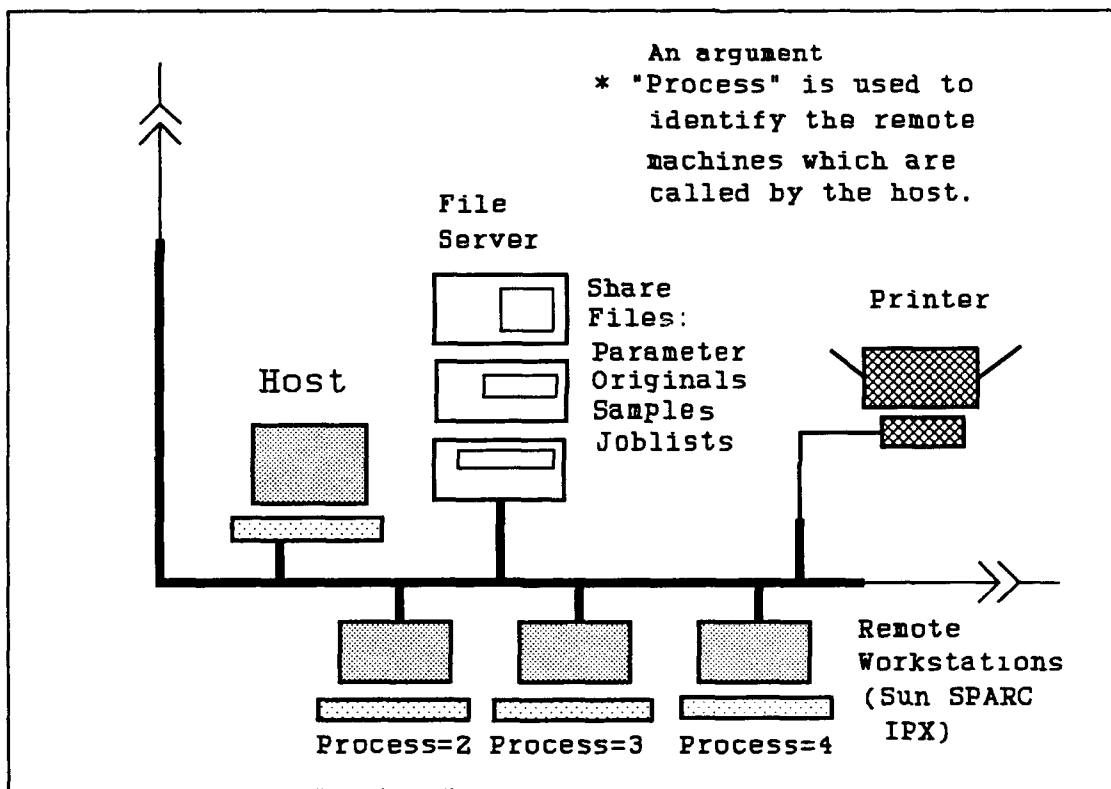 An argument
* "Process" is used to
identify the remote
machines which are
called by the host.
File
Server
Share
Files:
Parameter
Originals
Samples
Joblists
Printer
Host
Remote
Workstations
(Sun SPARC
IPX)
Process=2 Process=3 Process=4